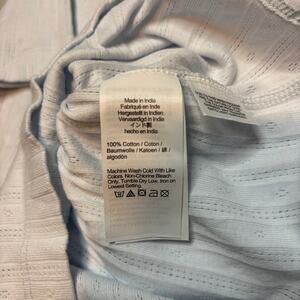 Made in India
Fabriqué en Inde
Hergestellt in Indien
Vervaardigd in India
インド製
hecho en India
100% Cotton / Coton /
Baumwolle / Katoen / 綿 /
algodón
Machine Wash Cold With Like
Colors. Non-Chlorine Bleach
Only. Tumble Dry Low. Iron on
Lowest Setting.